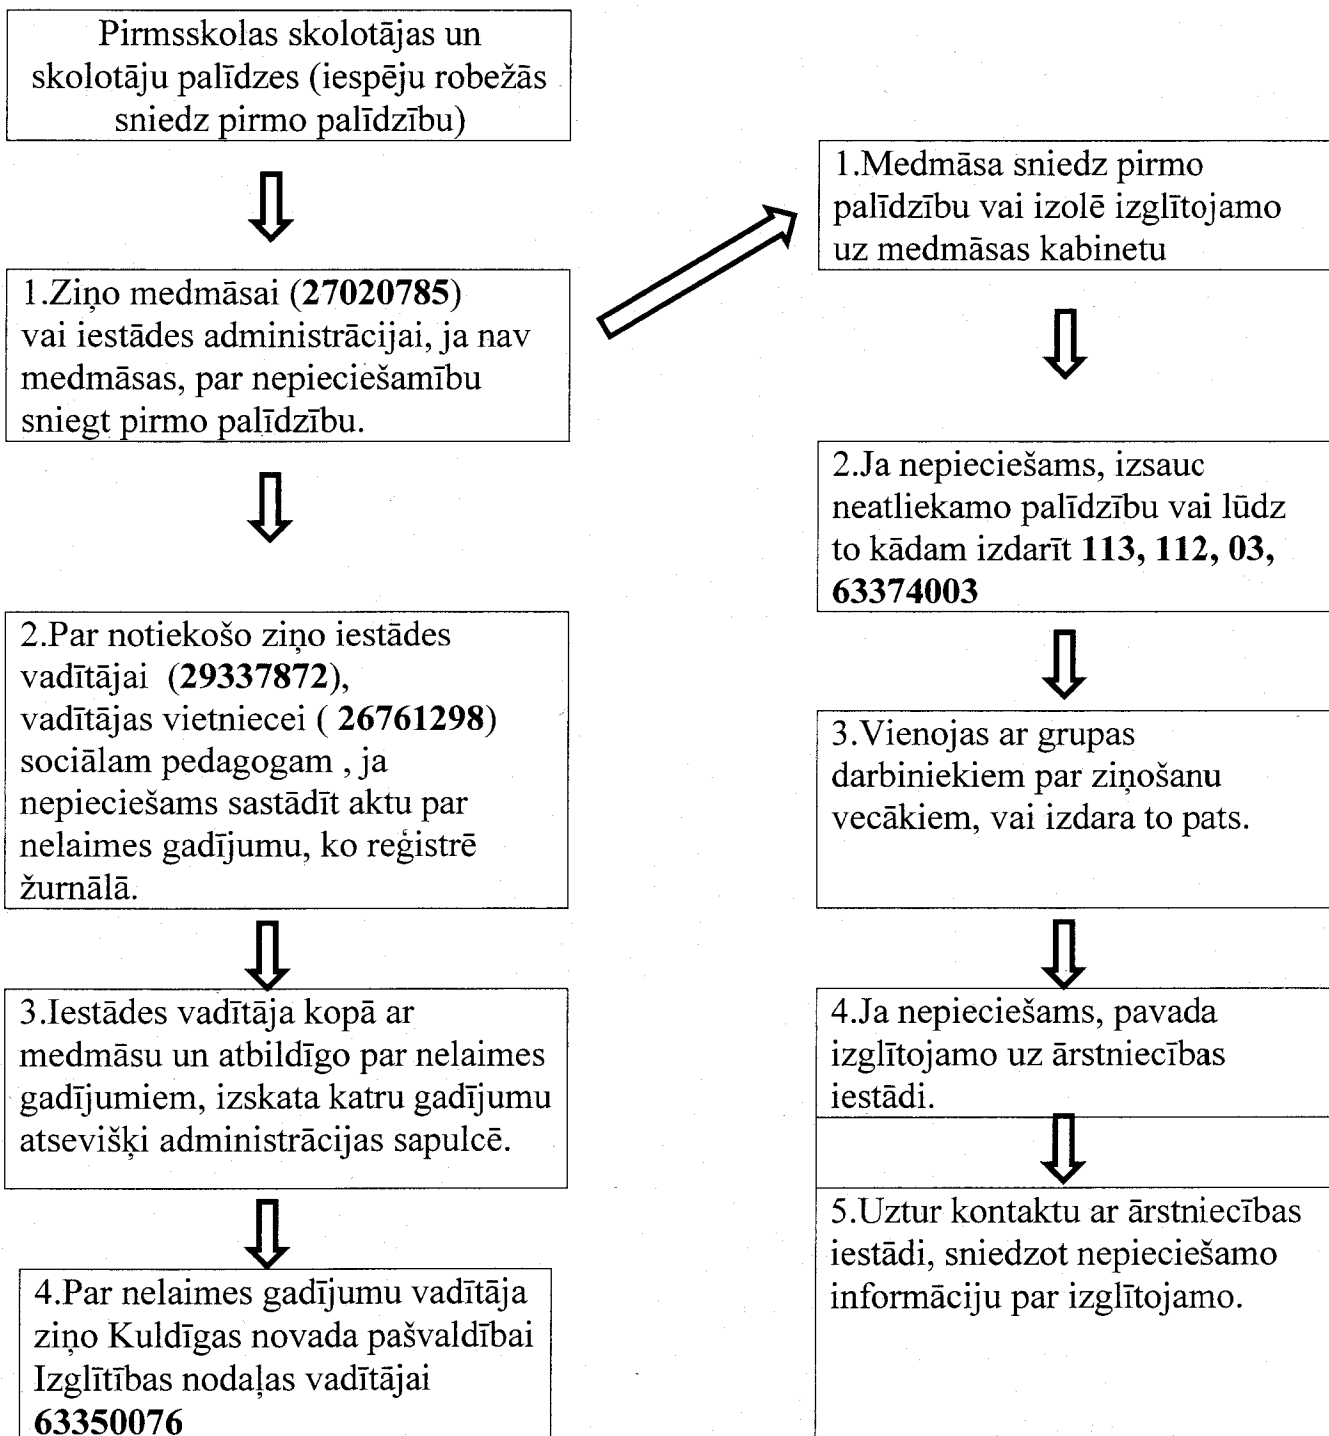 Pirmsskolas skolotājas un
skolotāju palīdzes (iespēju robežās
sniedz pirmo palīdzību)
1.Ziņo medmāsai (27020785)
vai iestādes administrācijai, ja nav
medmāsas, par nepieciešamību
sniegt pirmo palīdzību.
2.Par notiekošo ziņo iestādes
vadītājai (29337872),
vadītājas vietniecei ( 26761298)
sociālam pedagogam , ja
nepieciešams sastādīt aktu par
nelaimes gadījumu, ko reģistrē
žurnālā.
3.Iestādes vadītāja kopā ar
medmāsu un atbildīgo par nelaimes
gadījumiem, izskata katru gadījumu
atsevišķi administrācijas sapulcē.
4.Par nelaimes gadījumu vadītāja
ziņo Kuldīgas novada pašvaldībai
Izglītības nodaļas vadītājai
63350076
1.Medmāsa sniedz pirmo
palīdzību vai izolē izglītojamo
uz medmāsas kabinetu
2.Ja nepieciešams, izsauc
neatliekamo palīdzību vai lūdz
to kādam izdarīt 113, 112, 03,
63374003
3.Vienojas ar grupas
darbiniekiem par ziņošanu
vecākiem, vai izdara to pats.
4.Ja nepieciešams, pavada
izglītojamo uz ārstniecības
iestādi.
5.Uztur kontaktu ar ārstniecības
iestādi, sniedzot nepieciešamo
informāciju par izglītojamo.